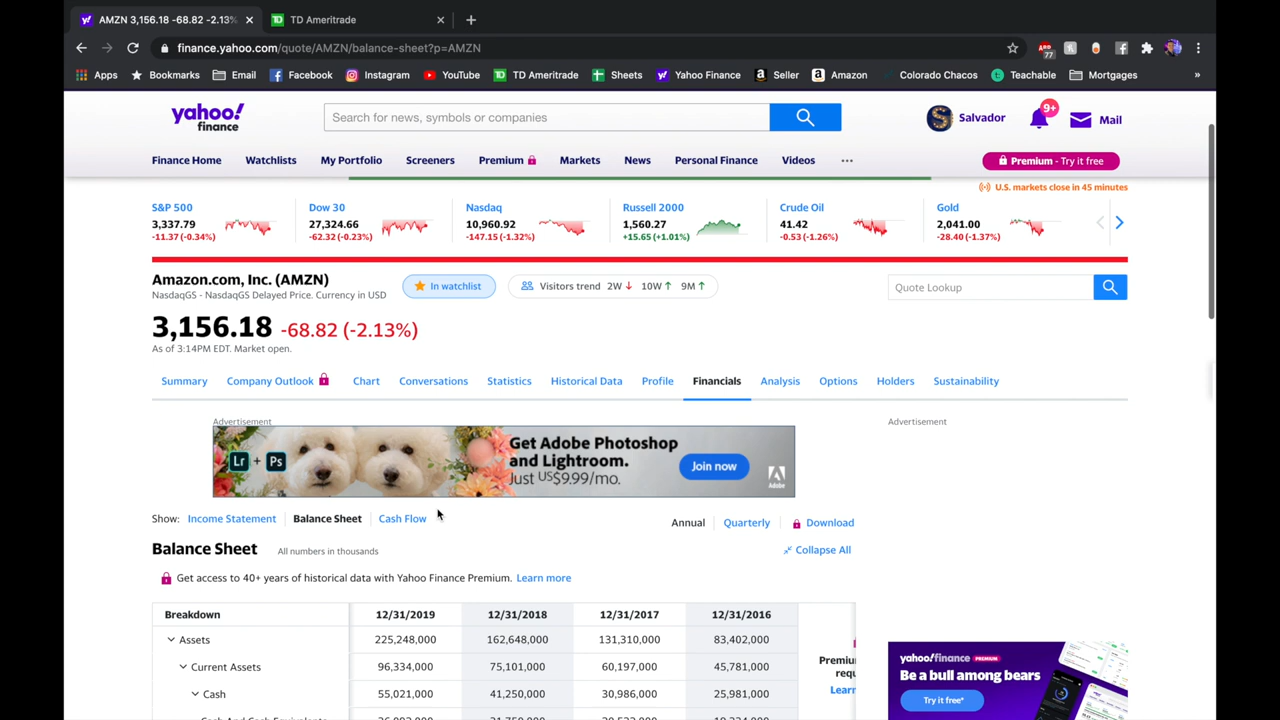 AMZN 3,156.18 -68.82 -2.13%
TD Ameritrade
finance.yahoo.com/quote/AMZN/balance-sheet?p=AMZN
77
Apps Bookmarks Email Facebook Instagram YouTube TD Ameritrade Sheets Yahoo Finance Seller Amazon Colorado Chacos Teachable Mortgages »
yahoo!
finance
Search for news, symbols or companies
Salvador 9+ Mail
Finance Home Watchlists My Portfolio Screeners Premium Markets News Personal Finance Videos ···
Premium - Try it free
U.S. markets close in 45 minutes
S&P 500 Dow 30 Nasdaq Russell 2000 Crude Oil Gold
3,337.79 27,324.66 10,960.92 1,560.27 41.42 2,041.00
-11.37 (-0.34%) -62.32 (-0.23%) -147.15 (-1.32%) +15.65 (+1.01%) -0.53 (-1.26%) -28.40 (-1.37%)
Amazon.com, Inc. (AMZN)
NasdaqGS - NasdaqGS Delayed Price. Currency in USD
In watchlist
Visitors trend 2W ↓ 10W ↑ 9M ↑
Quote Lookup
3,156.18 -68.82 (-2.13%)
As of 3:14PM EDT. Market open.
Summary Company Outlook Chart Conversations Statistics Historical Data Profile Financials Analysis Options Holders Sustainability
Advertisement
Advertisement
Lr + Ps
Get Adobe Photoshop
and Lightroom.
Just US$9.99/mo.
Join now
Adobe
Show: Income Statement Balance Sheet Cash Flow
Annual Quarterly Download
Balance Sheet All numbers in thousands
Collapse All
Get access to 40+ years of historical data with Yahoo Finance Premium. Learn more
Breakdown 12/31/2019 12/31/2018 12/31/2017 12/31/2016
Assets 225,248,000 162,648,000 131,310,000 83,402,000
Current Assets 96,334,000 75,101,000 60,197,000 45,781,000
Cash 55,021,000 41,250,000 30,986,000 25,981,000
yahoo!finance PREMIUM
Be a bull among bears
Try it free*